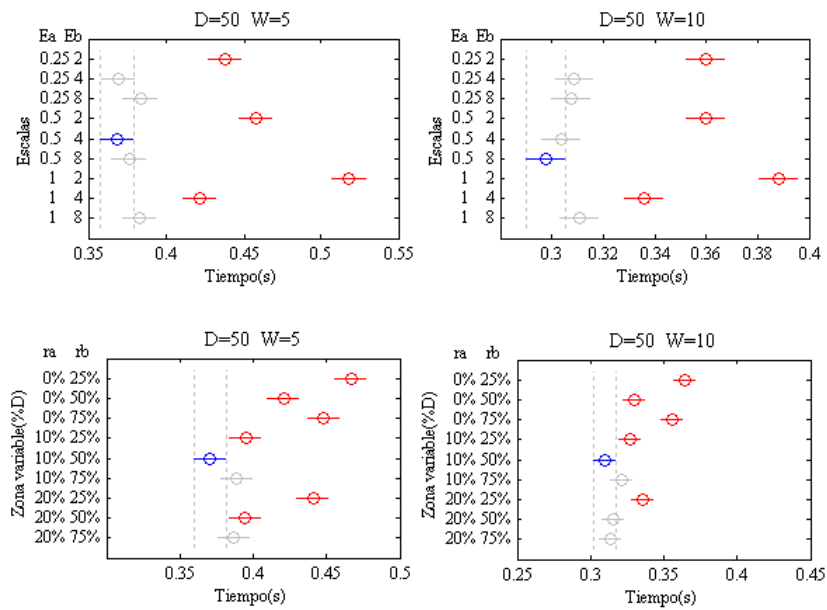 D=50 W=5
Ea Eb
0.25 2
0.25 4
0.25 8
0.5 2
0.5 4
0.5 8
1 2
1 4
1 8
Escalas
0.35 0.4 0.45 0.5 0.55
Tiempo(s)
D=50 W=10
Ea Eb
0.25 2
0.25 4
0.25 8
0.5 2
0.5 4
0.5 8
1 2
1 4
1 8
Escalas
0.3 0.32 0.34 0.36 0.38 0.4
Tiempo(s)
D=50 W=5
ra rb
0% 25%
0% 50%
0% 75%
10% 25%
10% 50%
10% 75%
20% 25%
20% 50%
20% 75%
Zona variable(%D)
0.35 0.4 0.45 0.5
Tiempo(s)
D=50 W=10
ra rb
0% 25%
0% 50%
0% 75%
10% 25%
10% 50%
10% 75%
20% 25%
20% 50%
20% 75%
Zona variable(%D)
0.25 0.3 0.35 0.4 0.45
Tiempo(s)